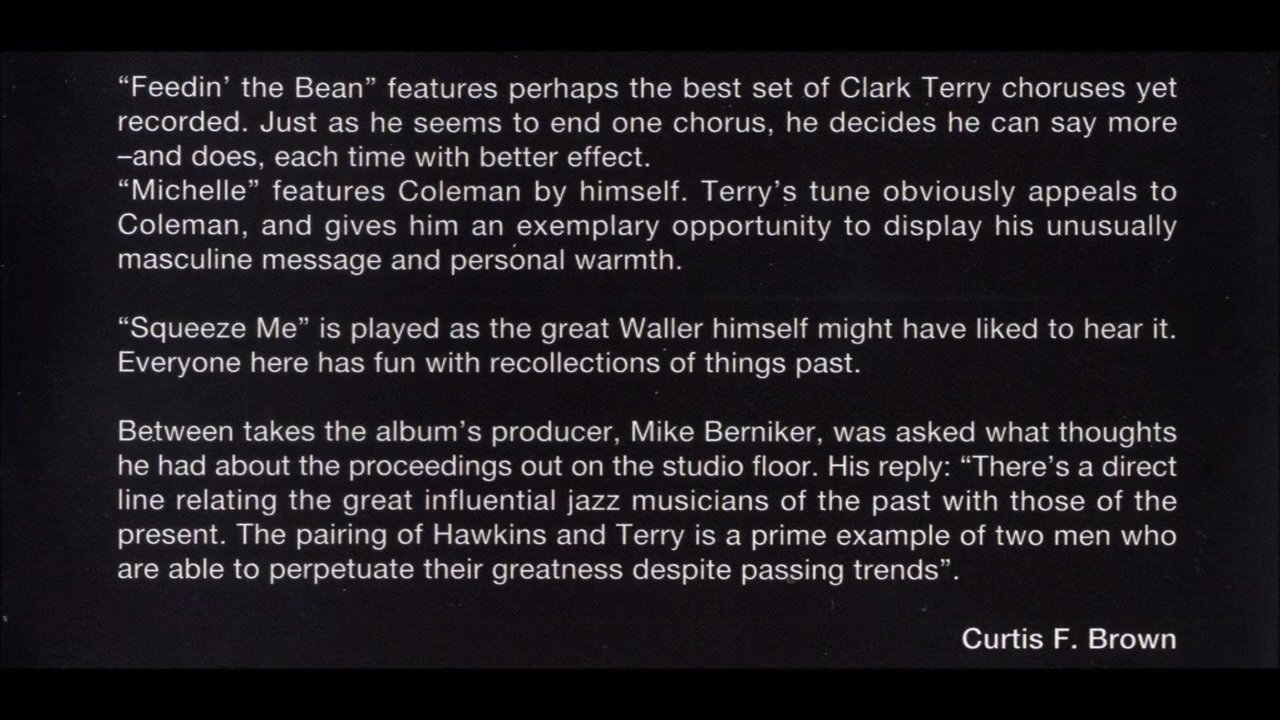 “Feedin’ the Bean” features perhaps the best set of Clark Terry choruses yet
recorded. Just as he seems to end one chorus, he decides he can say more
–and does, each time with better effect.
“Michelle” features Coleman by himself. Terry’s tune obviously appeals to
Coleman, and gives him an exemplary opportunity to display his unusually
masculine message and personal warmth.
“Squeeze Me” is played as the great Waller himself might have liked to hear it.
Everyone here has fun with recollections of things past.
Between takes the album’s producer, Mike Berniker, was asked what thoughts
he had about the proceedings out on the studio floor. His reply: “There’s a direct
line relating the great influential jazz musicians of the past with those of the
present. The pairing of Hawkins and Terry is a prime example of two men who
are able to perpetuate their greatness despite passing trends”.
Curtis F. Brown